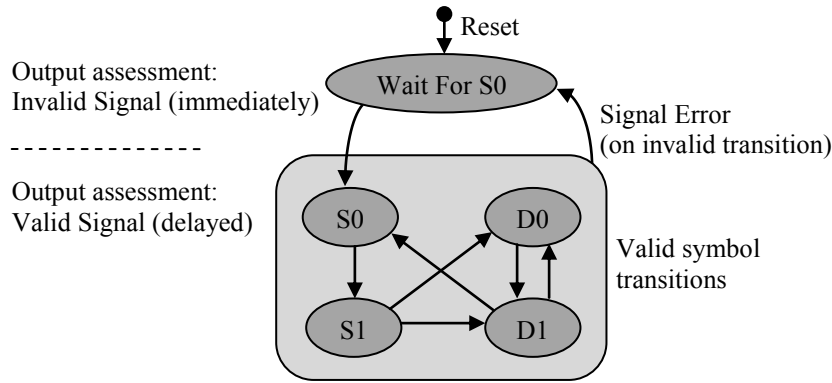 Reset
Output assessment:
Invalid Signal (immediately)
Wait For S0
Signal Error
(on invalid transition)
Output assessment:
Valid Signal (delayed)
S0
D0
Valid symbol
transitions
S1
D1